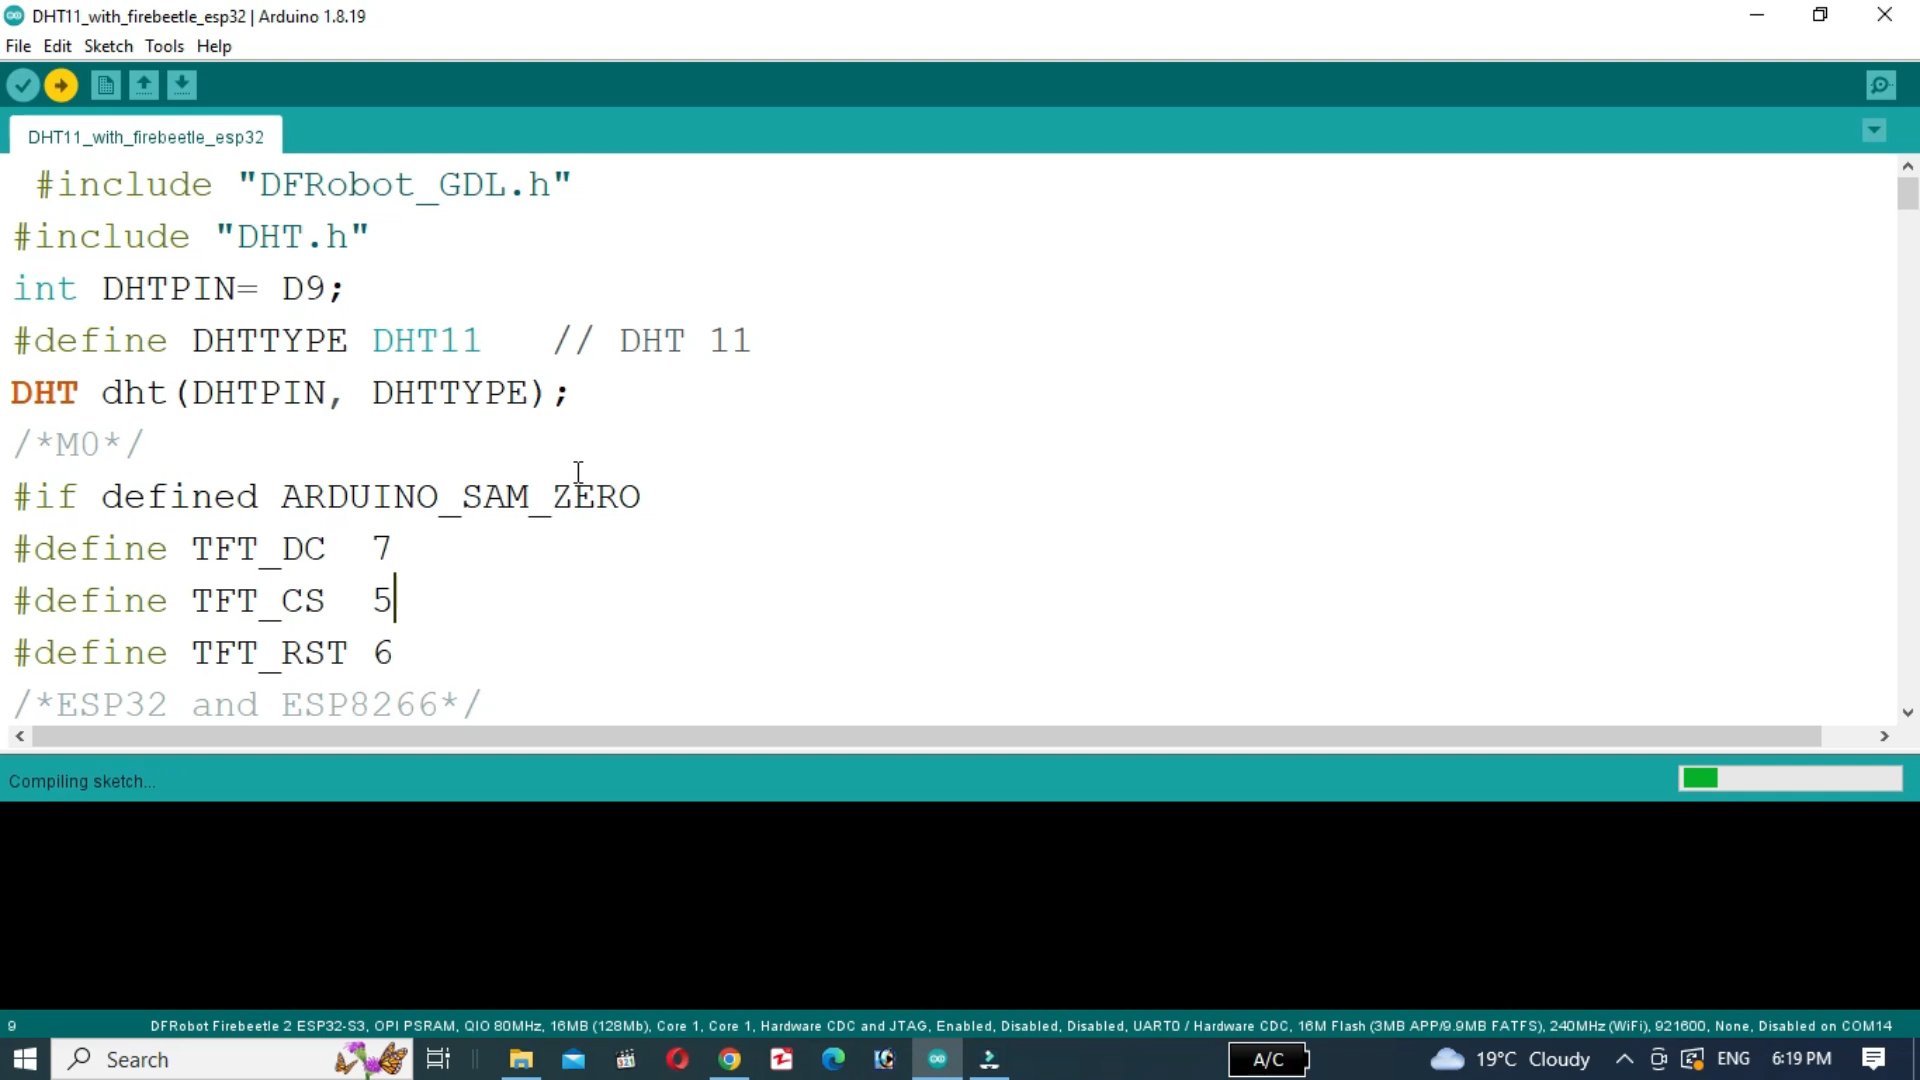 DHT11_with_firebeetle_esp32 | Arduino 1.8.19
File Edit Sketch Tools Help
DHT11_with_firebeetle_esp32
#include "DFRobot_GDL.h"
#include "DHT.h"
int DHTPIN= D9;
#define DHTTYPE DHT11   // DHT 11
DHT dht(DHTPIN, DHTTYPE);
/*M0*/
#if defined ARDUINO_SAM_ZERO
#define TFT_DC  7
#define TFT_CS  5
#define TFT_RST 6
/*ESP32 and ESP8266*/
Compiling sketch...
9 DFRobot Firebeetle 2 ESP32-S3, OPI PSRAM, QIO 80MHz, 16MB (128Mb), Core 1, Core 1, Hardware CDC and JTAG, Enabled, Disabled, Disabled, UART0 / Hardware CDC, 16M Flash (3MB APP/9.9MB FATFS), 240MHz (WiFi), 921600, None, Disabled on COM14
Search A/C 19°C Cloudy ENG 6:19 PM